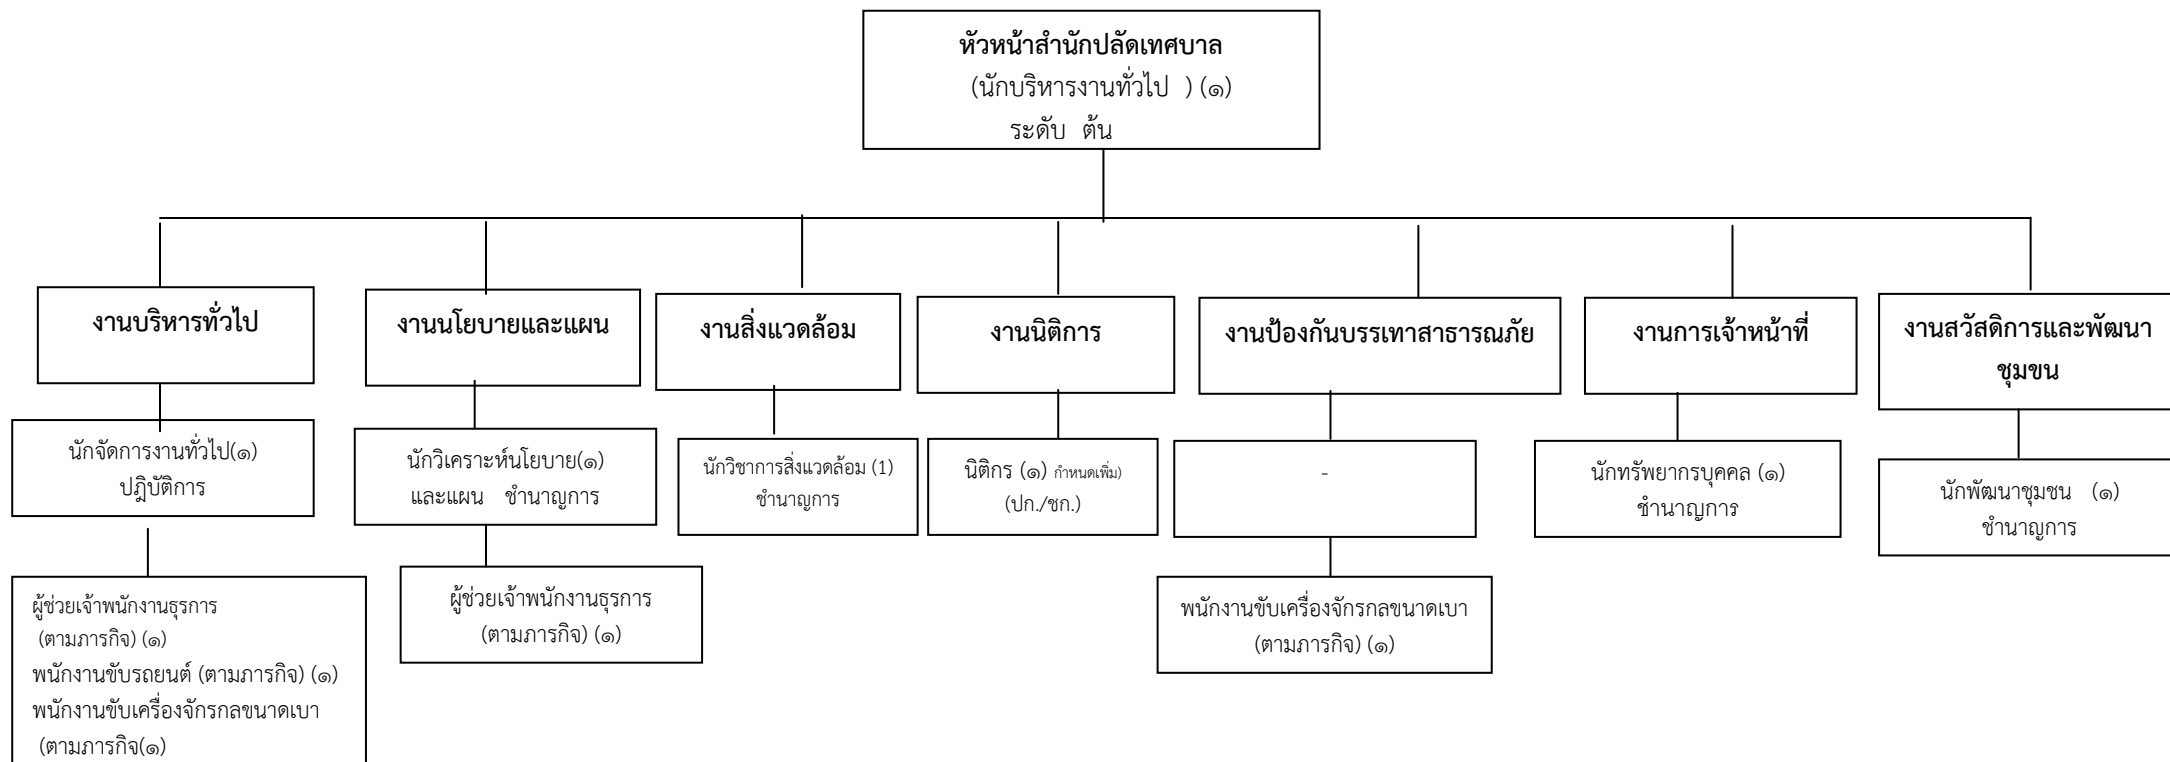 หัวหน้าสำนักปลัดเทศบาล
(นักบริหารงานทั่วไป ) (๑)
ระดับ ต้น
งานบริหารทั่วไป
งานนโยบายและแผน
งานสิ่งแวดล้อม
งานนิติการ
งานป้องกันบรรเทาสาธารณภัย
งานการเจ้าหน้าที่
งานสวัสดิการและพัฒนา
ชุมขน
นักจัดการงานทั่วไป(๑)
ปฎิบัติการ
นักวิเคราะห์นโยบาย(๑)
และแผน ชำนาญการ
นักวิชาการสิ่งแวดล้อม (1)
ชำนาญการ
นิติกร (๑) กำหนดเพิ่ม)
(ปก./ชก.)
-
นักทรัพยากรบุคคล (๑)
ชำนาญการ
นักพัฒนาชุมชน (๑)
ชำนาญการ
ผู้ช่วยเจ้าพนักงานธุรการ
(ตามภารกิจ) (๑)
พนักงานขับรถยนต์ (ตามภารกิจ) (๑)
พนักงานขับเครื่องจักรกลขนาดเบา
(ตามภารกิจ(๑)
ผู้ช่วยเจ้าพนักงานธุรการ
(ตามภารกิจ) (๑)
พนักงานขับเครื่องจักรกลขนาดเบา
(ตามภารกิจ) (๑)